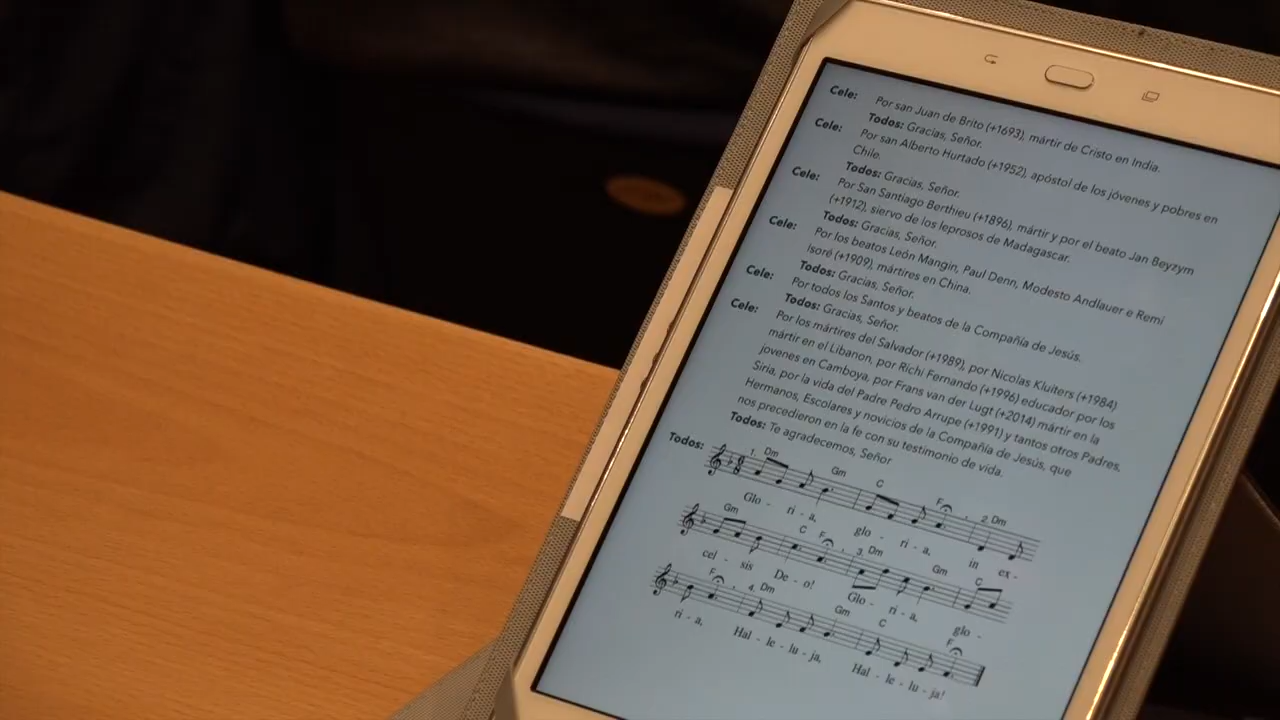 Cele: Por san Juan de Brito (+1693), mártir de Cristo en India.
Todos: Gracias, Señor.
Cele: Por san Alberto Hurtado (+1952), apóstol de los jóvenes y pobres en
Chile.
Todos: Gracias, Señor.
Cele: Por San Santiago Berthieu (+1896), mártir y por el beato Jan Beyzym
(+1912), siervo de los leprosos de Madagascar.
Todos: Gracias, Señor.
Cele: Por los beatos León Mangin, Paul Denn, Modesto Andlauer e Remi
Isoré (+1909), mártires en China.
Todos: Gracias, Señor.
Cele: Por todos los Santos y beatos de la Compañía de Jesús.
Todos: Gracias, Señor.
Cele: Por los mártires del Salvador (+1989), por Nicolas Kluiters (+1984)
mártir en el Libanon, por Richi Fernando (+1996) educador por los
jovenes en Camboya, por Frans van der Lugt (+2014) mártir en la
Siria, por la vida del Padre Pedro Arrupe (+1991) y tantos otros Padres,
Hermanos, Escolares y novicios de la Compañía de Jesús, que
nos precedieron en la fe con su testimonio de vida.
Todos: Te agradecemos, Señor
Todos: 1. Dm Gm C F 2. Dm
Glo - ri - a, glo - ri - a, in ex -
Gm C F 3. Dm Gm C
cel - sis De - o! Glo - ri - a, glo -
F 4. Dm Gm C F
ri - a, Hal - le - lu - ja, Hal - le - lu - ja!